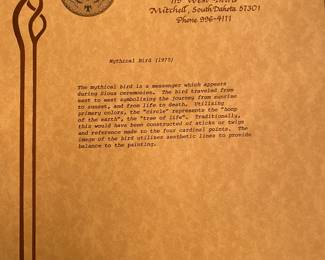 Mitchell, South Dakota 57301
Phone 996-4111
Mythical Bird (1975)
The mythical bird is a messenger which appears
during Sioux ceremonies. The bird traveled from
east to west symbolizing the journey from sunrise
to sunset, and from life to death. Utilizing
primary colors, the "circle" represents the "hoop
of the earth", the "tree of life". Traditionally,
this would have been constructed of sticks or twigs
and reference made to the four cardinal points. The
image of the bird utilizes aesthetic lines to provide
balance to the painting.